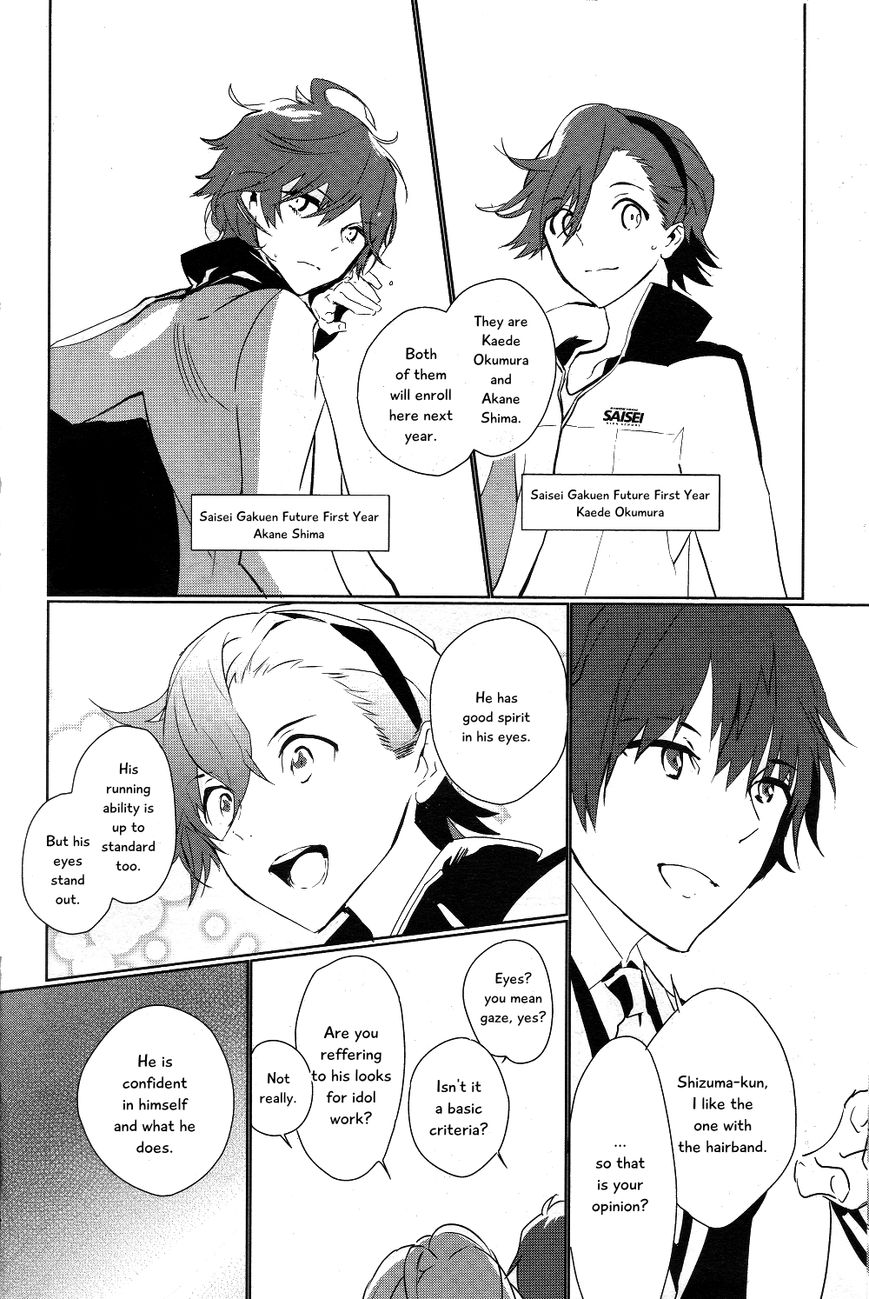 They are
Kaede
Okumura
and
Akane
Shima.
Both
of them
will enroll
here next
year.
SAISEI
Saisei Gakuen Future First Year
Kaede Okumura
Saisei Gakuen Future First Year
Akane Shima
Shizuma-kun,
I like the
one with
the hairband.
...
so that
is your
opinion?
He has
good spirit
in his eyes.
His
running
ability is
up to
standard
too.
But his
eyes
stand
out.
Eyes?
you mean
gaze, yes?
Isn't it
a basic
criteria?
Are you
reffering
to his looks
for idol
work?
Not
really.
He is
confident
in himself
and what he
does.